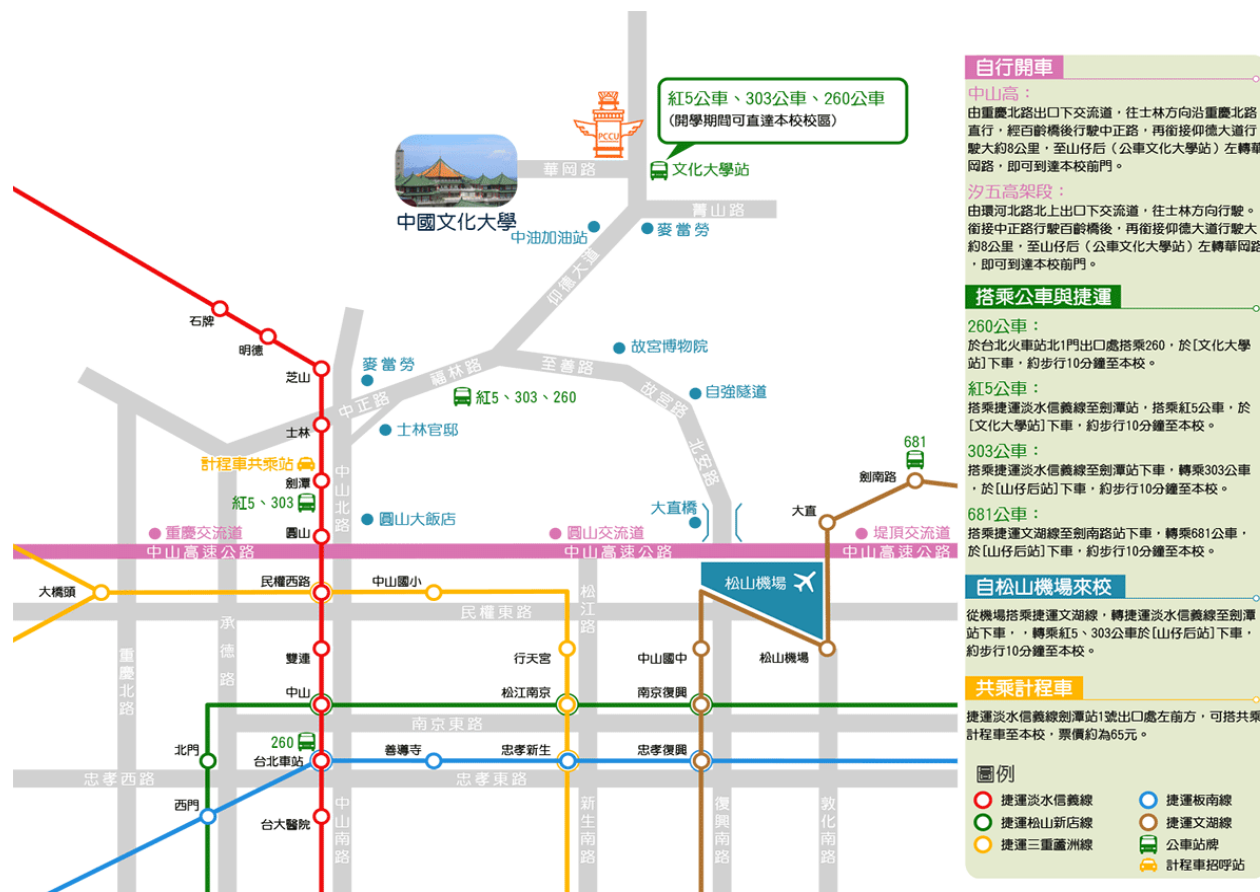 紅5公車、303公車、260公車
(開學期間可直達本校校區)
PCCU
華岡路
文化大學站
中國文化大學
菁山路
中油加油站
麥當勞
仰德大道
石牌
明德
芝山
麥當勞
福林路
至善路
故宮博物院
故宮路
自強隧道
中正路
紅5、303、260
士林
士林官邸
北安路
計程車共乘站
劍潭
紅5、303
中山北路
圓山大飯店
大直橋
大直
劍南路
681
重慶交流道
圓山
圓山交流道
堤頂交流道
中山高速公路
中山高速公路
中山高速公路
大橋頭
民權西路
中山國小
松江路
松山機場
民權東路
承德路
重慶北路
雙連
行天宮
中山國中
松山機場
中山
松江南京
南京復興
南京東路
北門
260
台北車站
善導寺
忠孝新生
忠孝復興
忠孝西路
忠孝東路
西門
台大醫院
中山南路
新生南路
復興南路
敦化南路
自行開車
中山高：
由重慶北路出口下交流道，往士林方向沿重慶北路
直行，經百齡橋後行駛中正路，再銜接仰德大道行
駛大約8公里，至山仔后（公車文化大學站）左轉華
岡路，即可到達本校前門。
汐五高架段：
由環河北路北上出口下交流道，往士林方向行駛。
銜接中正路行駛百齡橋後，再銜接仰德大道行駛大
約8公里，至山仔后（公車文化大學站）左轉華岡路
，即可到達本校前門。
搭乘公車與捷運
260公車：
於台北火車站北1門出口處搭乘260，於[文化大學
站]下車，約步行10分鐘至本校。
紅5公車：
搭乘捷運淡水信義線至劍潭站，搭乘紅5公車，於
[文化大學站]下車，約步行10分鐘至本校。
303公車：
搭乘捷運淡水信義線至劍潭站下車，轉乘303公車
，於[山仔后站]下車，約步行10分鐘至本校。
681公車：
搭乘捷運文湖線至劍南路站下車，轉乘681公車，
於[山仔后站]下車，約步行10分鐘至本校。
自松山機場來校
從機場搭乘捷運文湖線，轉捷運淡水信義線至劍潭
站下車，，轉乘紅5、303公車於[山仔后站]下車，
約步行10分鐘至本校。
共乘計程車
捷運淡水信義線劍潭站1號出口處左前方，可搭共乘
計程車至本校，票價約為65元。
圖例
捷運淡水信義線
捷運板南線
捷運松山新店線
捷運文湖線
捷運三重蘆洲線
公車站牌
計程車招呼站